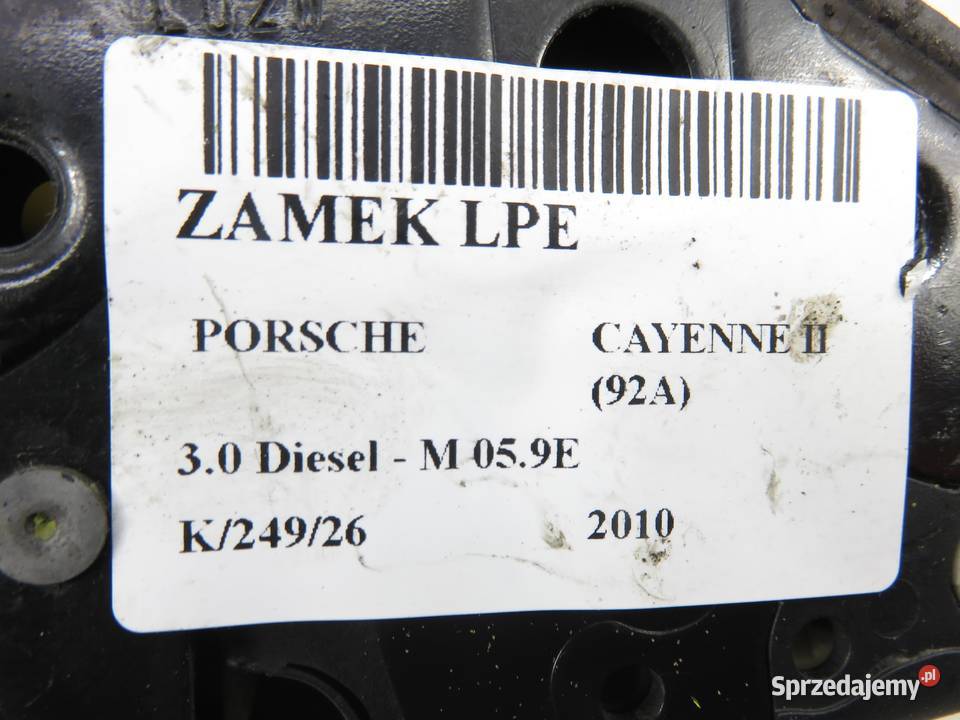 ZAMEK LPE
PORSCHE CAYENNE II
(92A)
3.0 Diesel - M 05.9E
K/249/26 2010
Sprzedajemy.pl